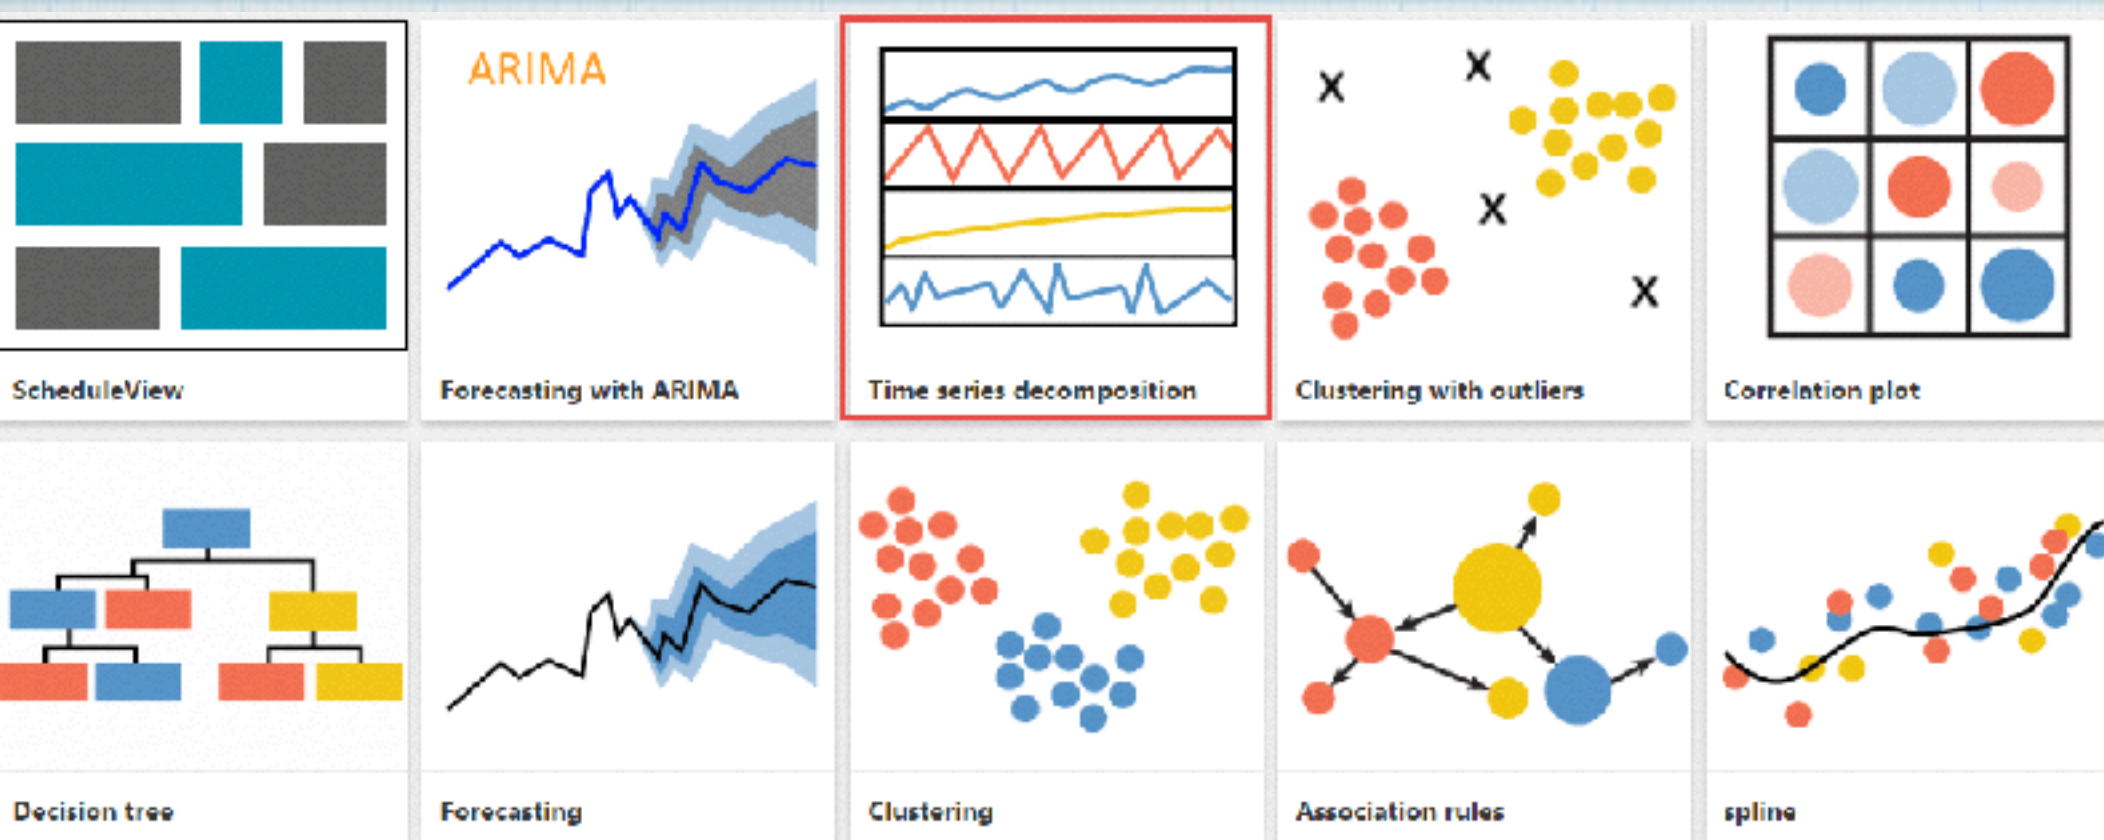 ARIMA
ScheduleView
Forecasting with ARIMA
Time series decomposition
X
X
X
X
Clustering with outliers
Correlation plot
Decision tree
Forecasting
Clustering
Association rules
spline